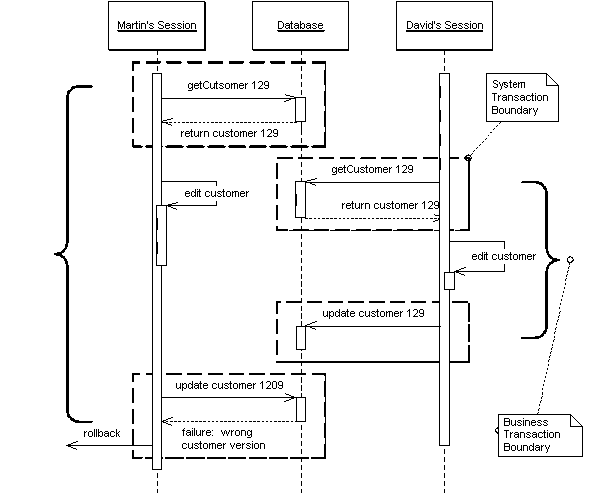 Martin's Session
Database
David's Session
getCutsomer 129
return customer 129
System
Transaction
Boundary
getCustomer 129
edit customer
return customer 129
edit customer
update customer 129
update customer 1209
failure: wrong
customer version
rollback
Business
Transaction
Boundary